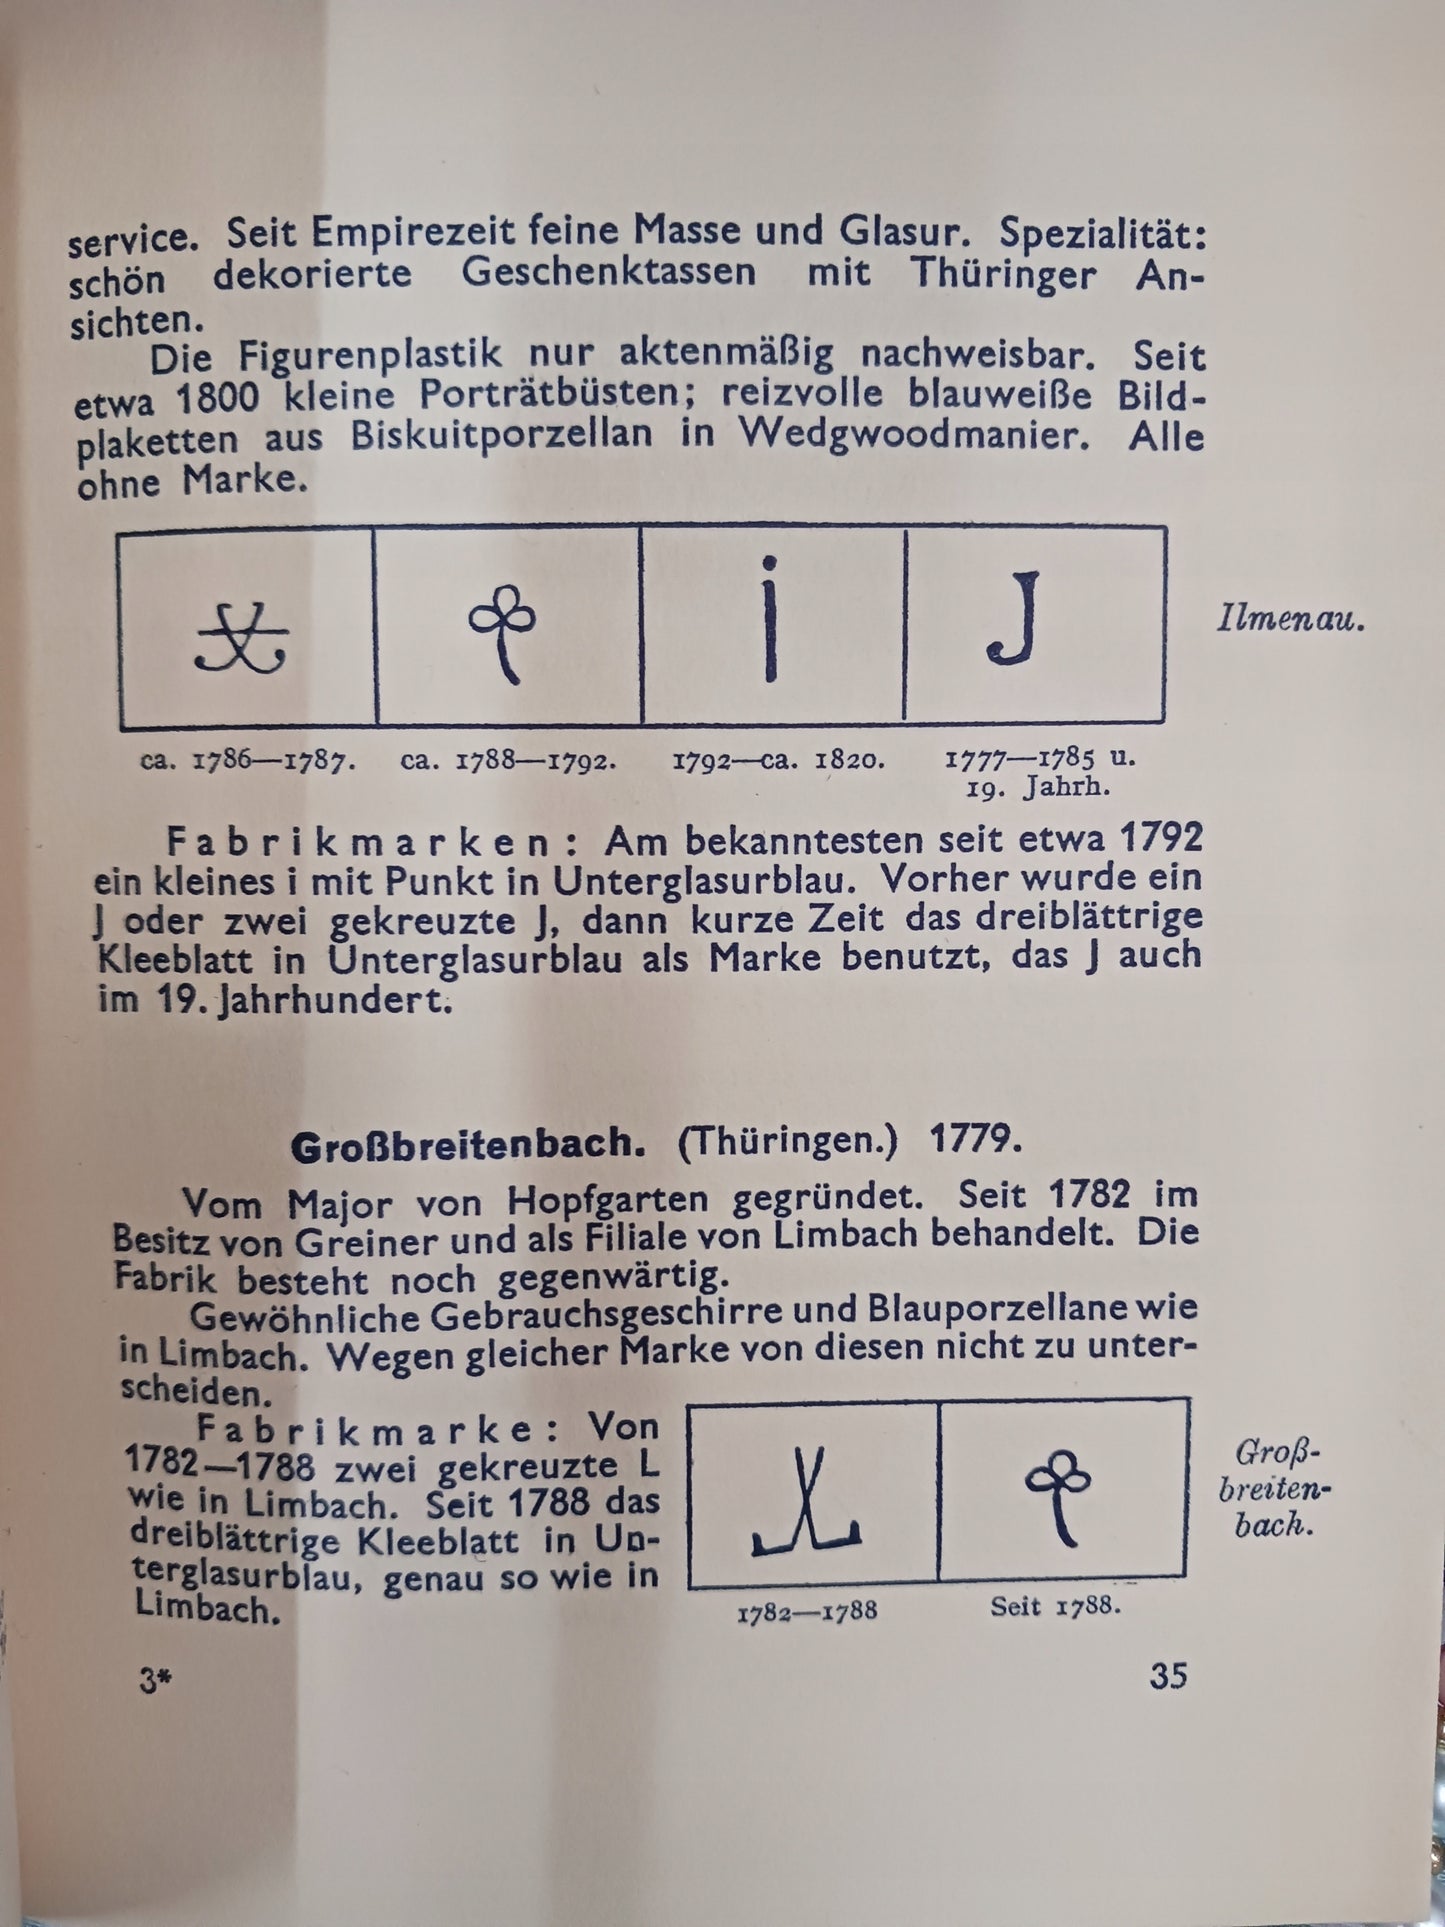 service. Seit Empirezeit feine Masse und Glasur. Spezialität:
schön dekorierte Geschenktassen mit Thüringer An-
sichten.
Die Figurenplastik nur aktenmäßig nachweisbar. Seit
etwa 1800 kleine Porträtbüsten; reizvolle blauweiße Bild-
plaketten aus Biskuitporzellan in Wedgwoodmanier. Alle
ohne Marke.
i
J
Ilmenau.
ca. 1786—1787.
ca. 1788—1792.
1792—ca. 1820.
1777—1785 u.
19. Jahrh.
Fabrikmarken: Am bekanntesten seit etwa 1792
ein kleines i mit Punkt in Unterglasurblau. Vorher wurde ein
J oder zwei gekreuzte J, dann kurze Zeit das dreiblättrige
Kleeblatt in Unterglasurblau als Marke benutzt, das J auch
im 19. Jahrhundert.
Großbreitenbach. (Thüringen.) 1779.
Vom Major von Hopfgarten gegründet. Seit 1782 im
Besitz von Greiner und als Filiale von Limbach behandelt. Die
Fabrik besteht noch gegenwärtig.
Gewöhnliche Gebrauchsgeschirre und Blauporzellane wie
in Limbach. Wegen gleicher Marke von diesen nicht zu unter-
scheiden.
Fabrikmarke: Von
1782—1788 zwei gekreuzte L
wie in Limbach. Seit 1788 das
dreiblättrige Kleeblatt in Un-
terglasurblau, genau so wie in
Limbach.
Groß-
breiten-
bach.
1782—1788
Seit 1788.
3*
35